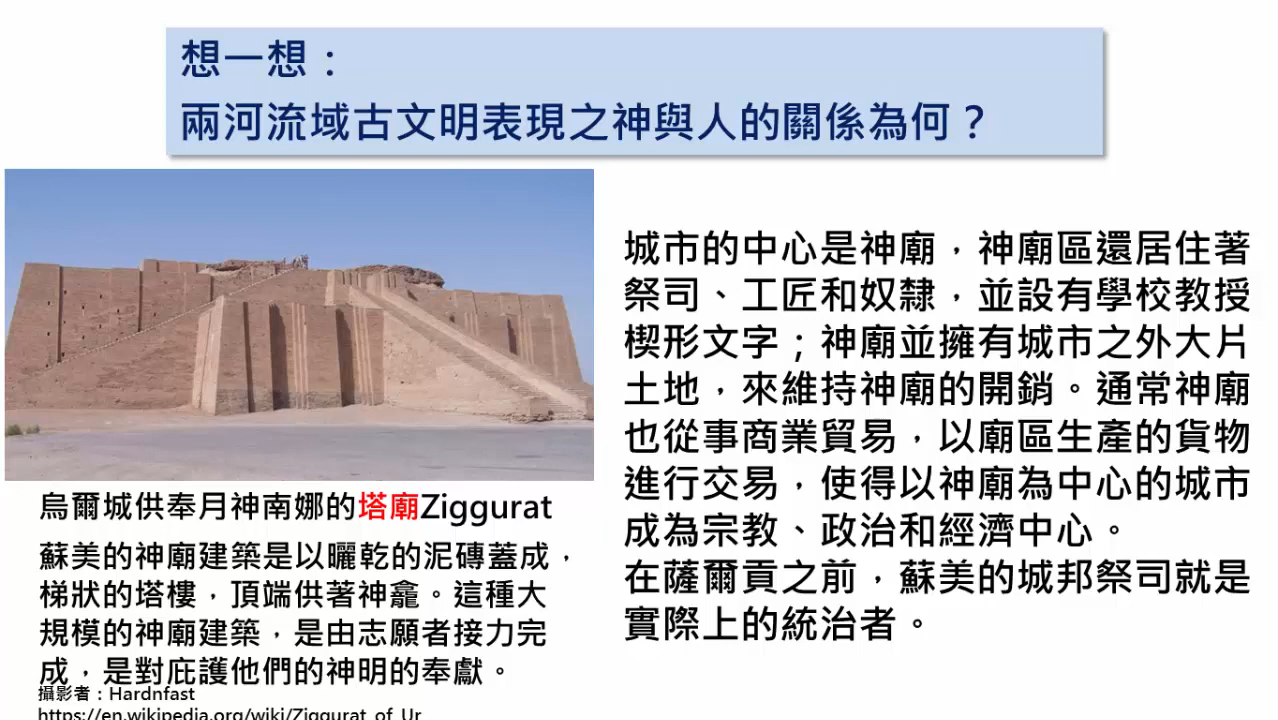 想一想：
兩河流域古文明表現之神與人的關係為何？
烏爾城供奉月神南娜的塔廟Ziggurat
蘇美的神廟建築是以曬乾的泥磚蓋成，
梯狀的塔樓，頂端供著神龕。這種大
規模的神廟建築，是由志願者接力完
成，是對庇護他們的神明的奉獻。
攝影者：Hardnfast
https://en.wikipedia.org/wiki/Ziggurat_of_Ur
城市的中心是神廟，神廟區還居住著
祭司、工匠和奴隸，並設有學校教授
楔形文字；神廟並擁有城市之外大片
土地，來維持神廟的開銷。通常神廟
也從事商業貿易，以廟區生產的貨物
進行交易，使得以神廟為中心的城市
成為宗教、政治和經濟中心。
在薩爾貢之前，蘇美的城邦祭司就是
實際上的統治者。